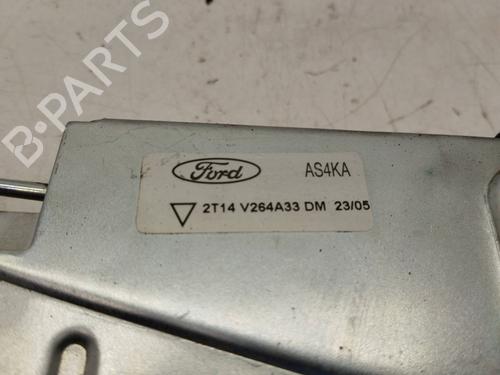 B-PARTS
Ford AS4KA
2T14 V264A33 DM 23/05